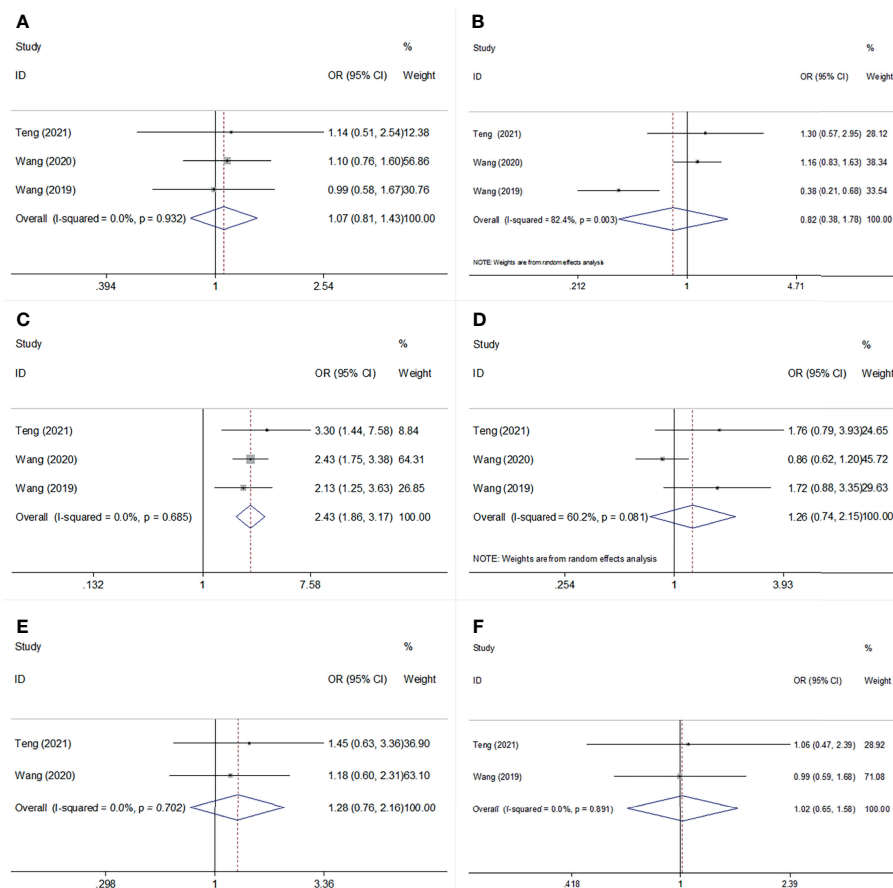 A
Study %
ID OR (95% CI) Weight
Teng (2021) 1.14 (0.51, 2.54)12.38
Wang (2020) 1.10 (0.76, 1.60)56.86
Wang (2019) 0.99 (0.58, 1.67)30.76
Overall (I-squared = 0.0%, p = 0.932) 1.07 (0.81, 1.43)100.00
.394 1 2.54
B
Study %
ID OR (95% CI) Weight
Teng (2021) 1.30 (0.57, 2.95) 28.12
Wang (2020) 1.16 (0.83, 1.63) 38.34
Wang (2019) 0.38 (0.21, 0.68) 33.54
Overall (I-squared = 82.4%, p = 0.003) 0.82 (0.38, 1.78) 100.00
NOTE: Weights are from random effects analysis
.212 1 4.71
C
Study %
ID OR (95% CI) Weight
Teng (2021) 3.30 (1.44, 7.58) 8.84
Wang (2020) 2.43 (1.75, 3.38) 64.31
Wang (2019) 2.13 (1.25, 3.63) 26.85
Overall (I-squared = 0.0%, p = 0.685) 2.43 (1.86, 3.17) 100.00
.132 1 7.58
D
Study %
ID OR (95% CI) Weight
Teng (2021) 1.76 (0.79, 3.93)24.65
Wang (2020) 0.86 (0.62, 1.20)45.72
Wang (2019) 1.72 (0.88, 3.35)29.63
Overall (I-squared = 60.2%, p = 0.081) 1.26 (0.74, 2.15)100.00
NOTE: Weights are from random effects analysis
.254 1 3.93
E
Study %
ID OR (95% CI) Weight
Teng (2021) 1.45 (0.63, 3.36)36.90
Wang (2020) 1.18 (0.60, 2.31)63.10
Overall (I-squared = 0.0%, p = 0.702) 1.28 (0.76, 2.16)100.00
.298 1 3.36
F
Study %
ID OR (95% CI) Weight
Teng (2021) 1.06 (0.47, 2.39) 28.92
Wang (2019) 0.99 (0.59, 1.68) 71.08
Overall (I-squared = 0.0%, p = 0.891) 1.02 (0.65, 1.58) 100.00
.418 1 2.39